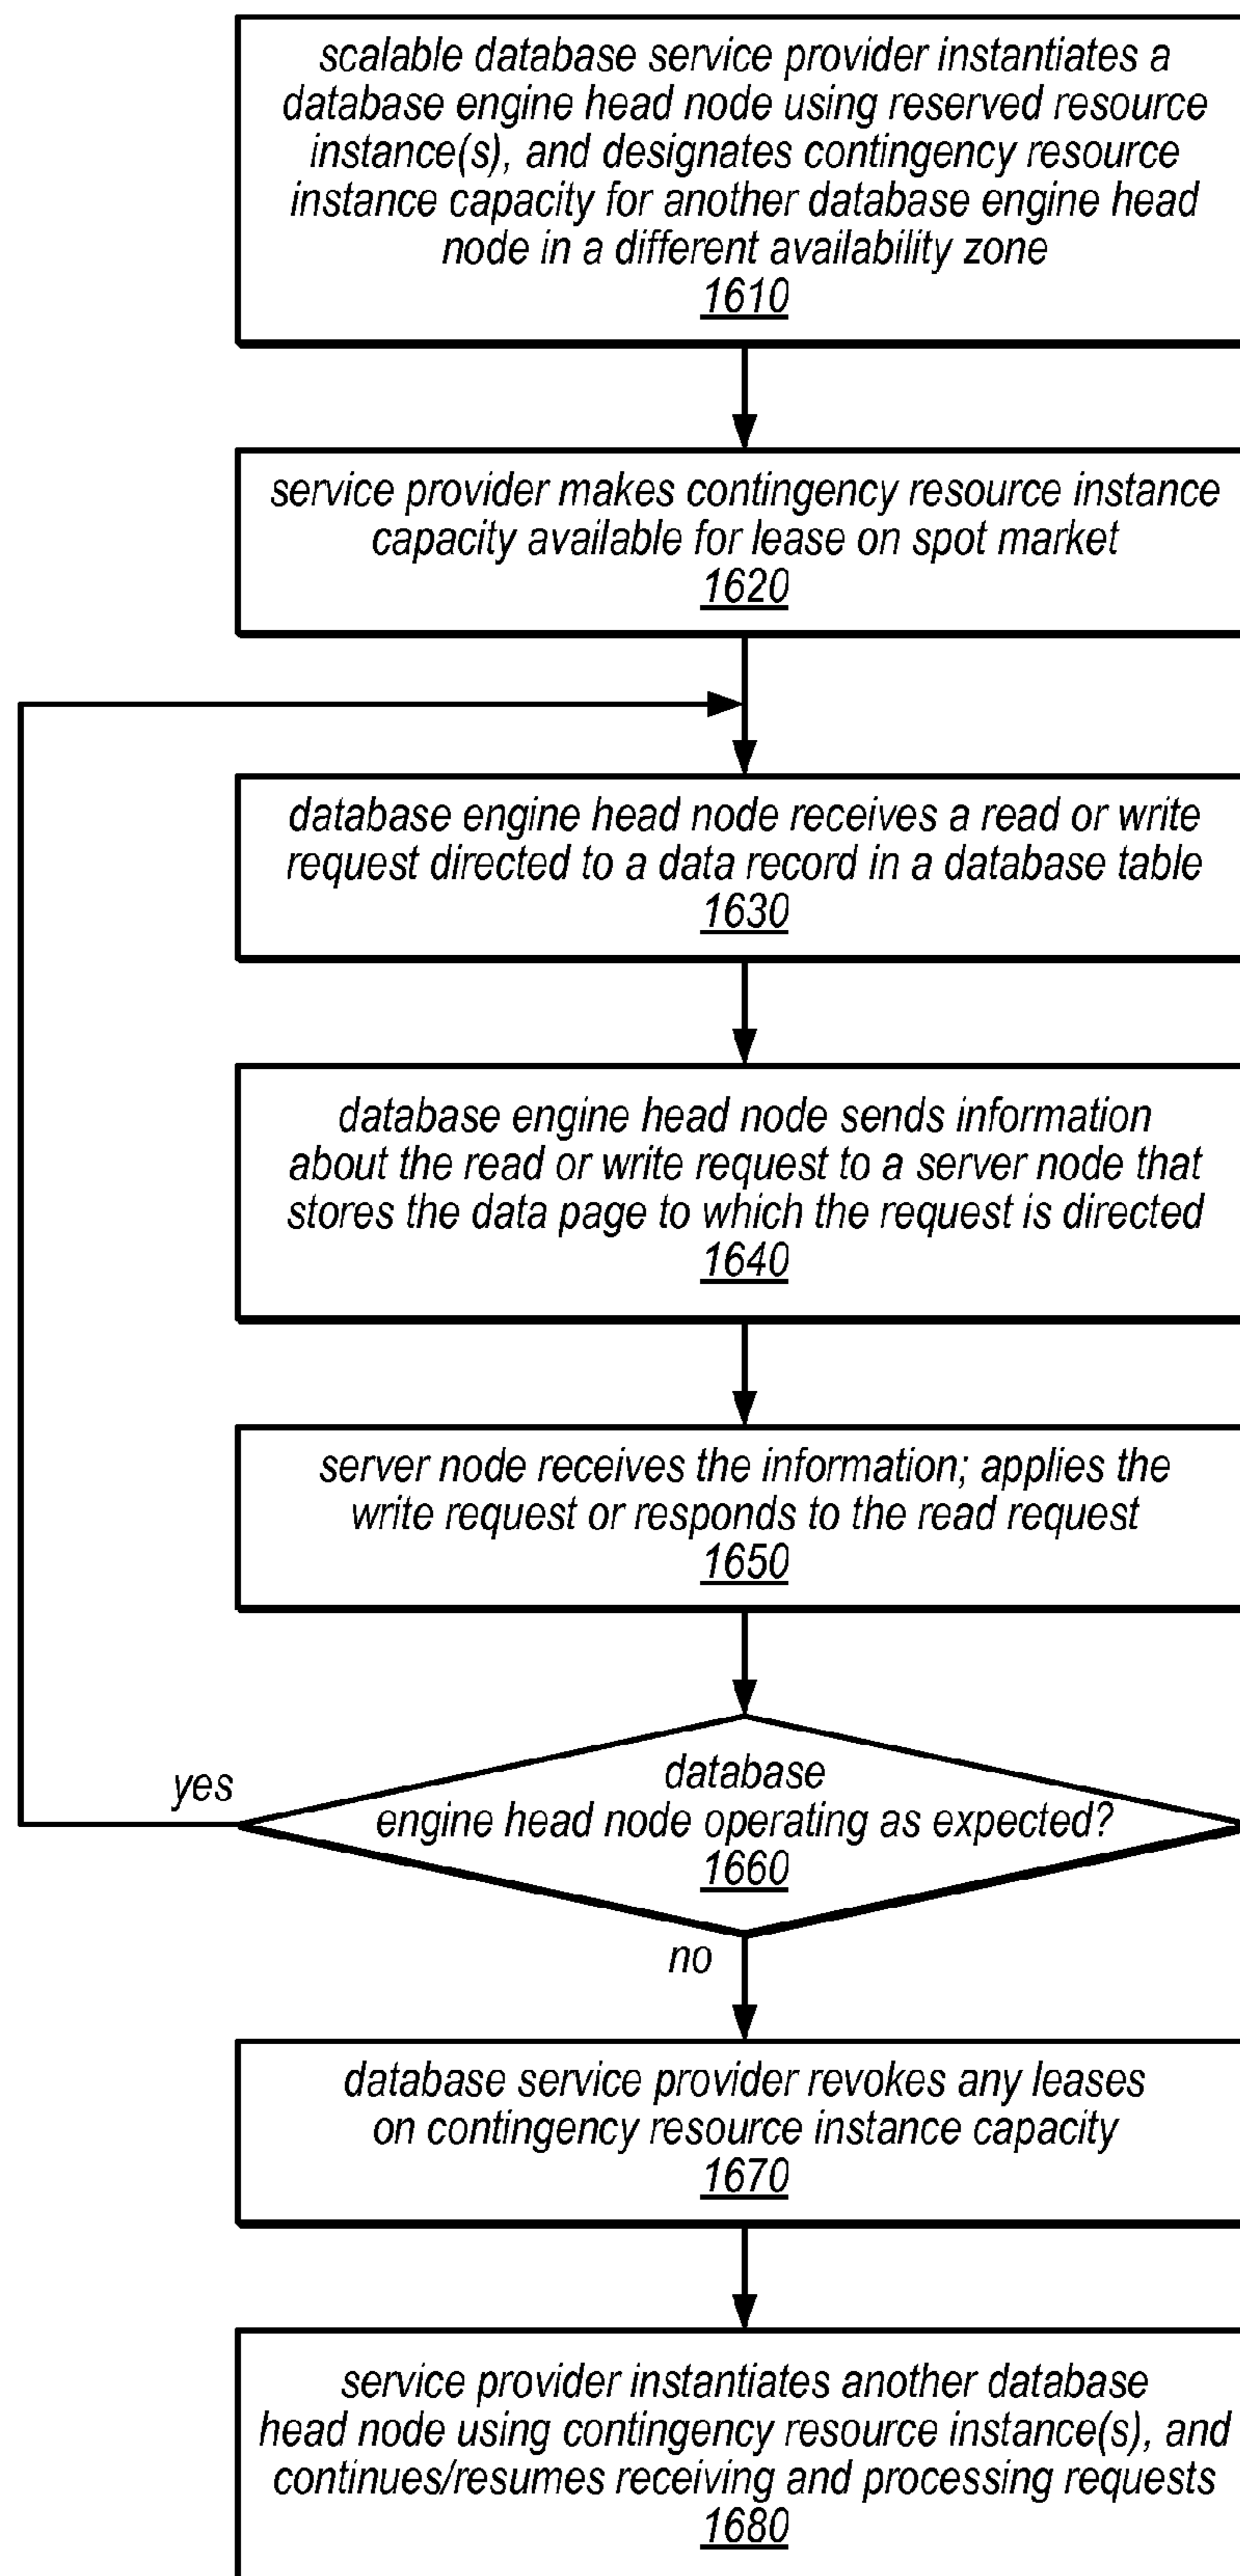 scalable database service provider instantiates a
database engine head node using reserved resource
instance(s), and designates contingency resource
instance capacity for another database engine head
node in a different availability zone
1610
service provider makes contingency resource instance
capacity available for lease on spot market
1620
database engine head node receives a read or write
request directed to a data record in a database table
1630
database engine head node sends information
about the read or write request to a server node that
stores the data page to which the request is directed
1640
server node receives the information; applies the
write request or responds to the read request
1650
yes
database
engine head node operating as expected?
1660
no
database service provider revokes any leases
on contingency resource instance capacity
1670
service provider instantiates another database
head node using contingency resource instance(s), and
continues/resumes receiving and processing requests
1680